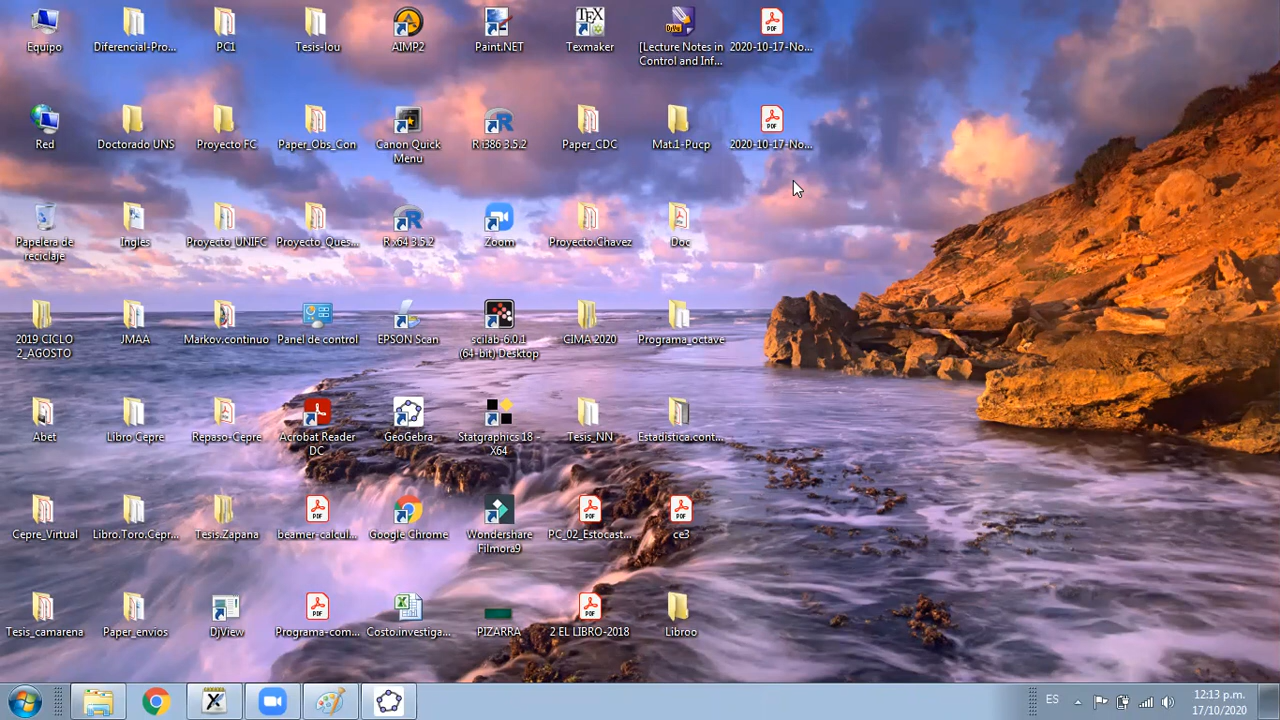 Equipo
Diferencial-Pro...
PC1
Tesis-lou
AIMP2
Paint.NET
Texmaker
[Lecture Notes in
Control and Inf...
2020-10-17-No...
Red
Doctorado UNS
Proyecto FC
Paper_Obs_Con
Canon Quick
Menu
R i386 3.5.2
Paper_CDC
Mat.1-Pucp
2020-10-17-No...
Papelera de
reciclaje
Ingles
Proyecto_UNIFC
Proyecto_Ques...
R x64 3.5.2
Zoom
Proyecto.Chavez
Doc
2019 CICLO
2_AGOSTO
JMAA
Markov.continuo
Panel de control
EPSON Scan
scilab-6.0.1
(64-bit) Desktop
CIMA 2020
Programa_octave
Abet
Libro Cepre
Repaso-Cepre
Acrobat Reader
DC
GeoGebra
Statgraphics 18 -
X64
Tesis_NN
Estadistica.cont...
Cepre_Virtual
Libro.Toro.Cepr...
Tesis.Zapana
beamer-calcul...
Google Chrome
Wondershare
Filmora9
PC_02_Estocast...
ce3
Tesis_camarena
Paper_envios
DjView
Programa-com...
Costo.investiga...
PIZARRA
2 EL LIBRO-2018
Libroo
ES
12:13 p.m.
17/10/2020